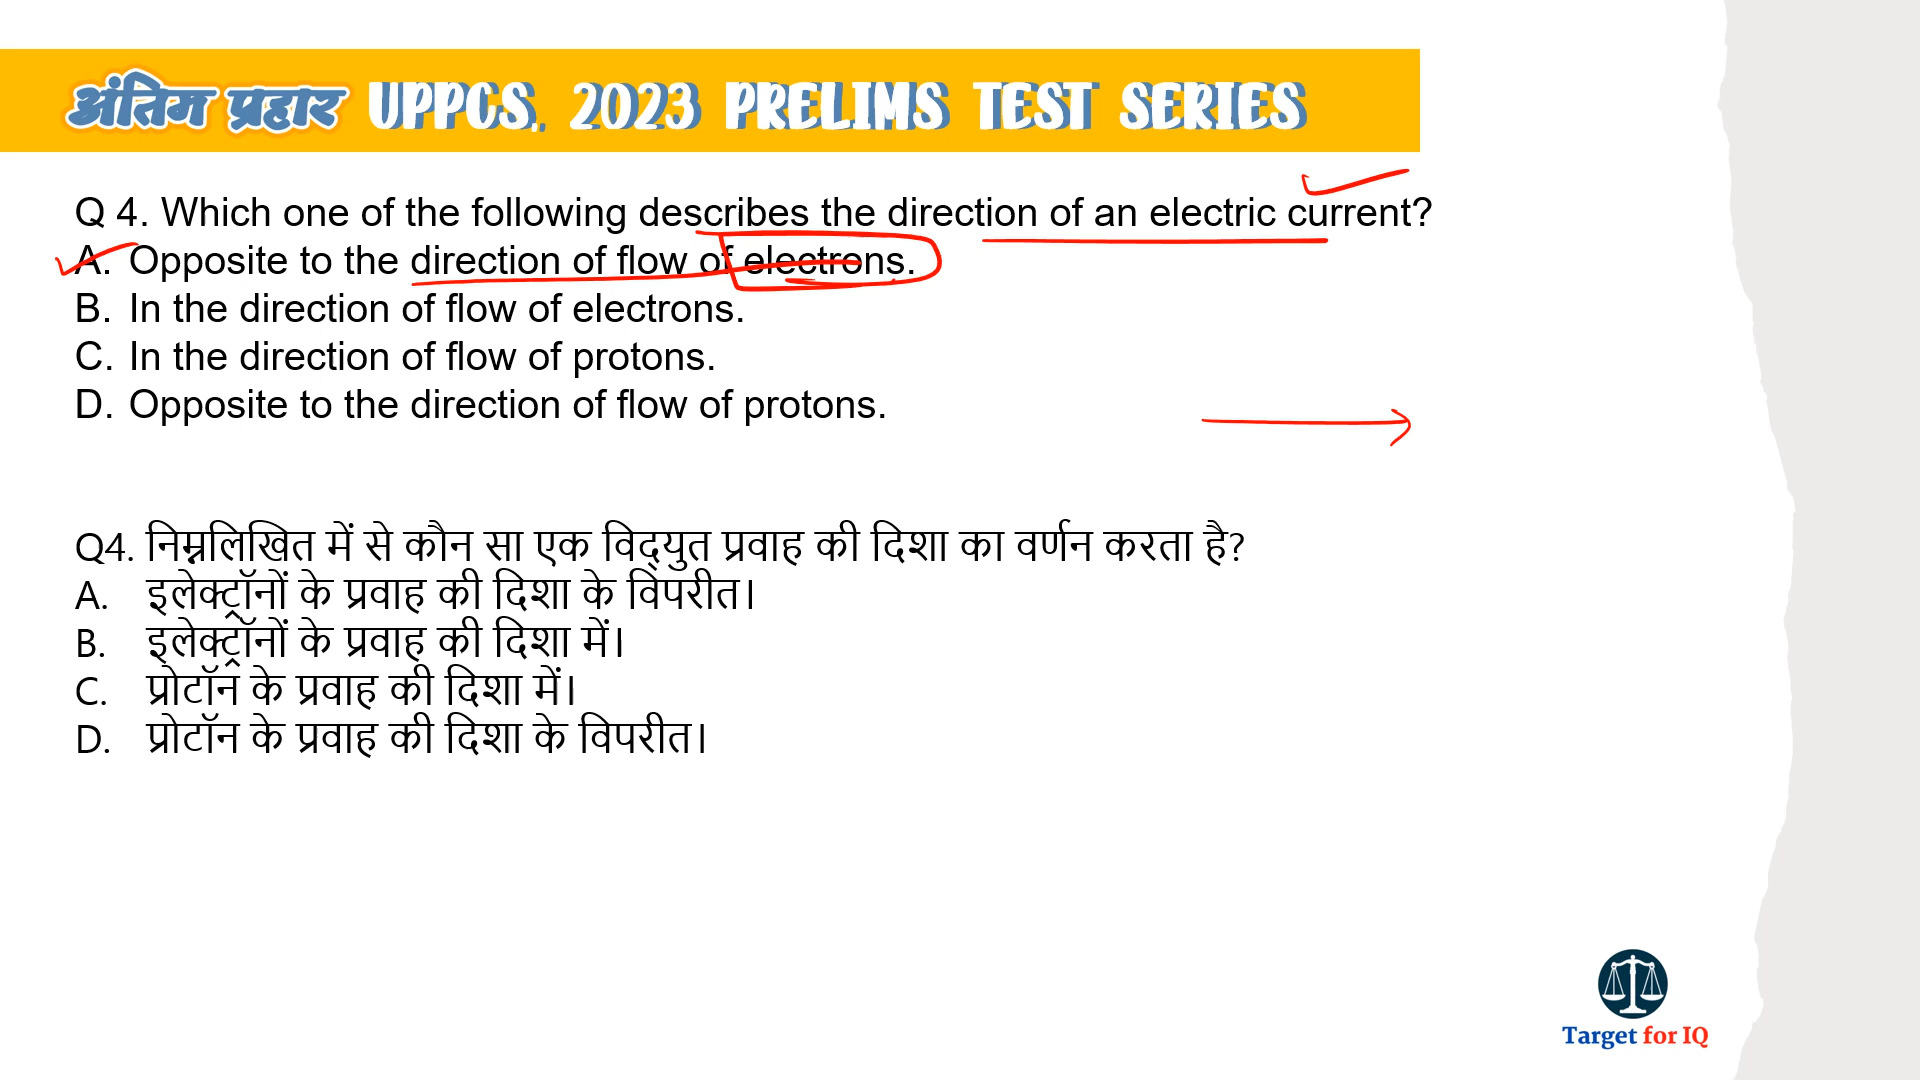 अंतिम प्रहार UPPCS, 2023 PRELIMS TEST SERIES
Q 4. Which one of the following describes the direction of an electric current?
A. Opposite to the direction of flow of electrons.
B. In the direction of flow of electrons.
C. In the direction of flow of protons.
D. Opposite to the direction of flow of protons.
Q4. निम्नलिखित में से कौन सा एक विद्युत प्रवाह की दिशा का वर्णन करता है?
A. इलेक्ट्रॉनों के प्रवाह की दिशा के विपरीत।
B. इलेक्ट्रॉनों के प्रवाह की दिशा में।
C. प्रोटॉन के प्रवाह की दिशा में।
D. प्रोटॉन के प्रवाह की दिशा के विपरीत।
Target for IQ